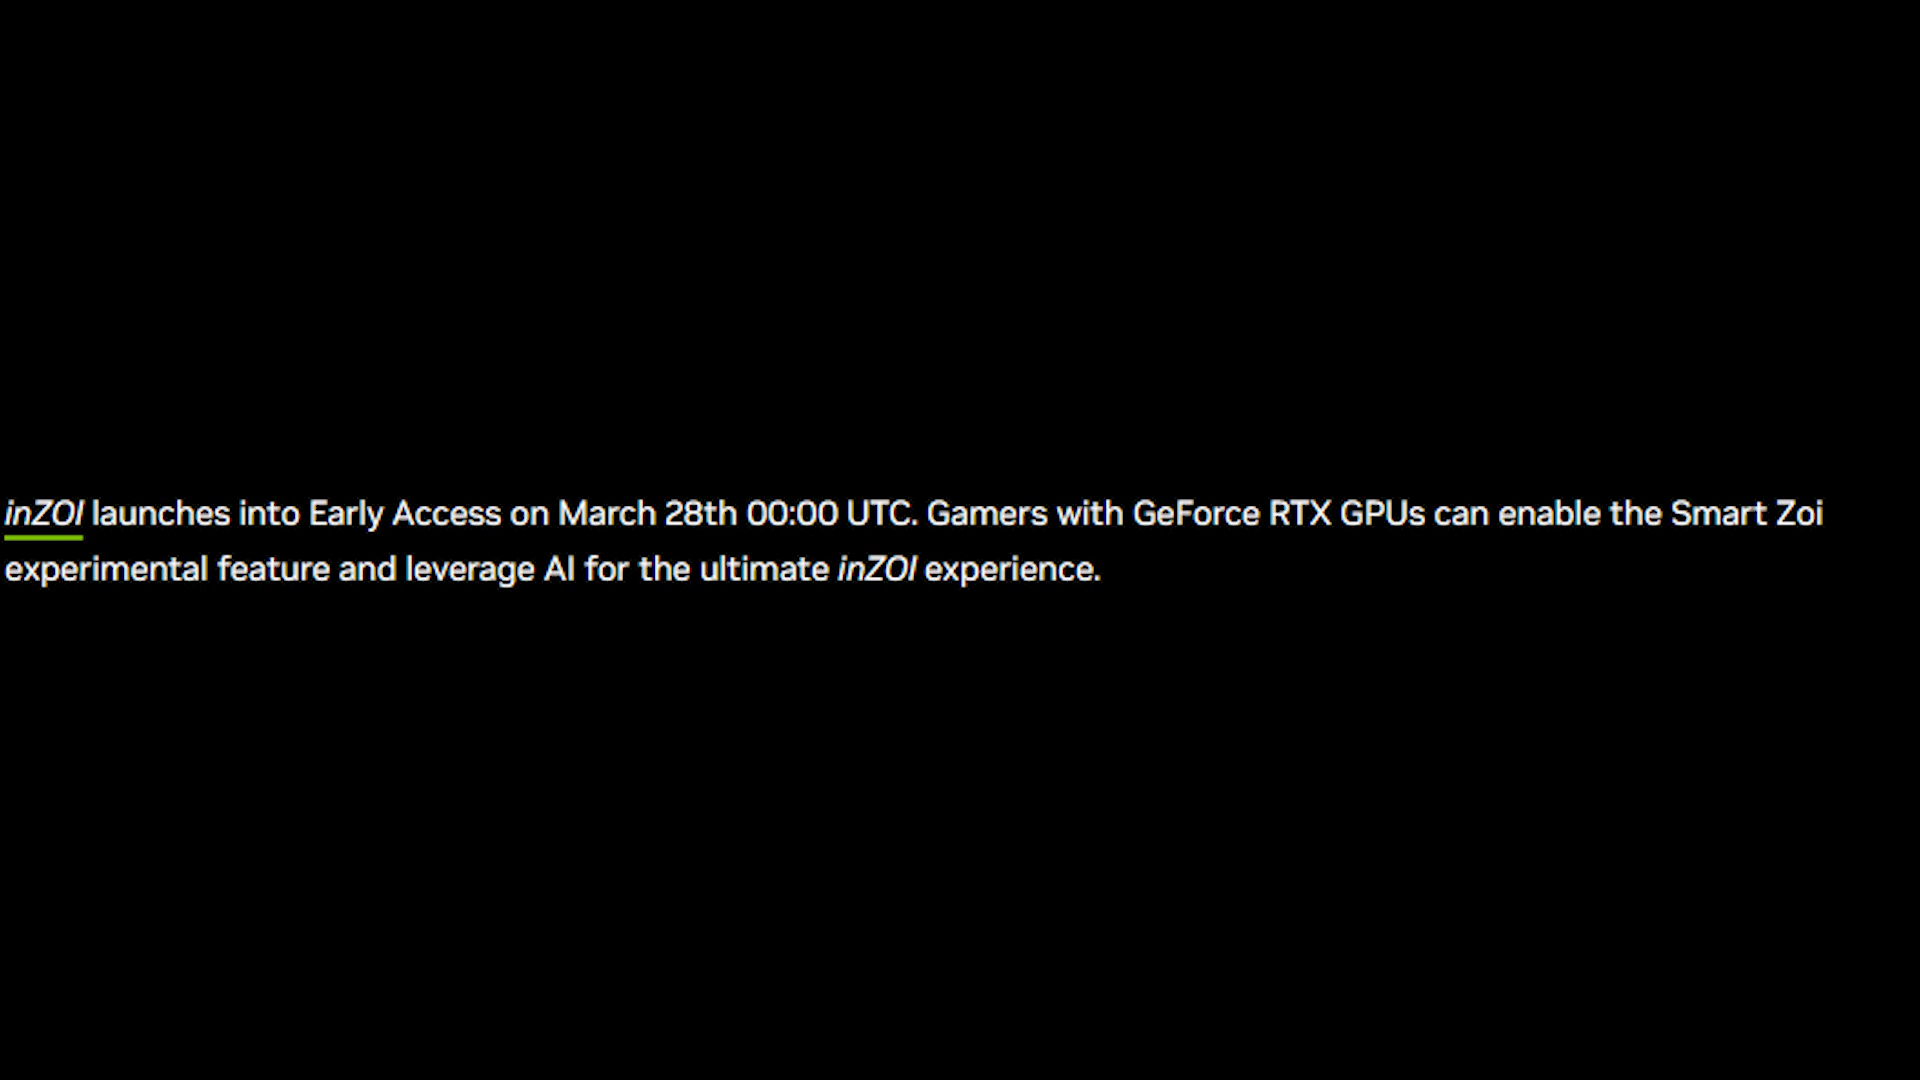 inZOI launches into Early Access on March 28th 00:00 UTC. Gamers with GeForce RTX GPUs can enable the Smart Zoi
experimental feature and leverage AI for the ultimate inZOI experience.